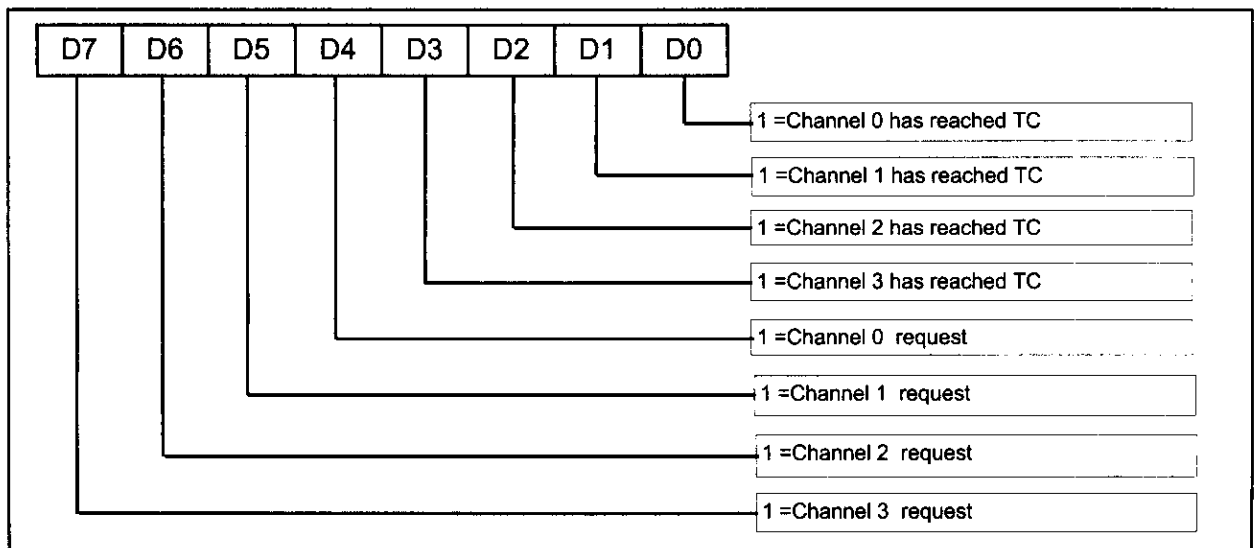 D7 D6 D5 D4 D3 D2 D1 D0
1 =Channel 0 has reached TC
1 =Channel 1 has reached TC
1 =Channel 2 has reached TC
1 =Channel 3 has reached TC
1 =Channel 0 request
1 =Channel 1 request
1 =Channel 2 request
1 =Channel 3 request